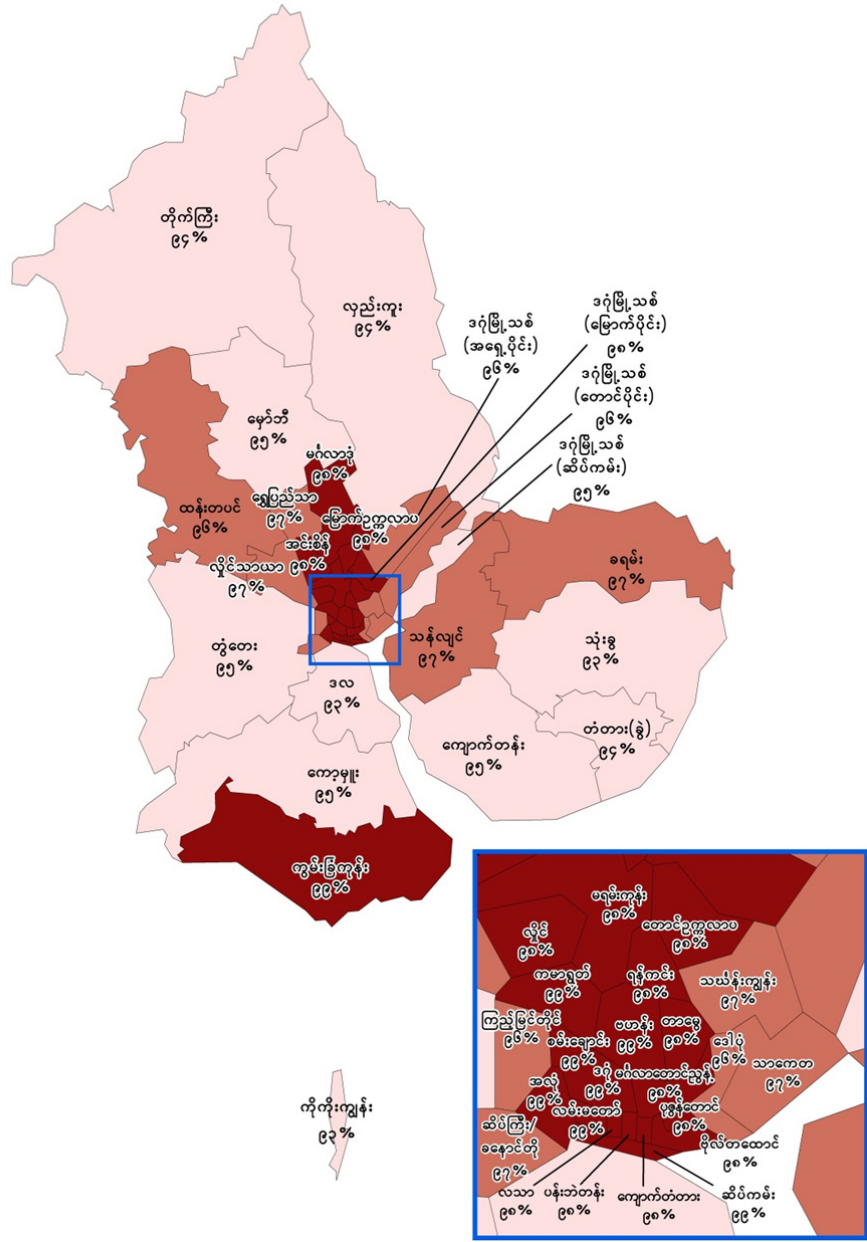 တိုက်ကြီး
၉၄%
လှည်းကူး
၉၄%
ဒဂုံမြို့သစ်
(အရှေ့ပိုင်း)
၉၆%
ဒဂုံမြို့သစ်
(မြောက်ပိုင်း)
၉၈%
ဒဂုံမြို့သစ်
(တောင်ပိုင်း)
၉၆%
ဒဂုံမြို့သစ်
(ဆိပ်ကမ်း)
၉၅%
မှော်ဘီ
၉၅%
မင်္ဂလာဒုံ
၉၈%
ရွှေပြည်သာ
၉၇%
ထန်းတပင်
၉၆%
မြောက်ဥက္ကလာပ
၉၈%
အင်းစိန်
၉၈%
လှိုင်သာယာ
၉၇%
ခရမ်း
၉၇%
တွံတေး
၉၅%
သန်လျင်
၉၇%
သုံးခွ
၉၃%
ဒလ
၉၃%
ကျောက်တန်း
၉၅%
တံတား(ခွဲ)
၉၄%
ကော့မှူး
၉၅%
ကွမ်းခြံကုန်း
၉၉%
ကိုကိုးကျွန်း
၉၃%
မရမ်းကုန်း
၉၈%
လှိုင်
၉၈%
တောင်ဥက္ကလာပ
၉၈%
ကမာရွတ်
၉၉%
ရန်ကင်း
၉၈%
သင်္ဃန်းကျွန်း
၉၇%
ကြည့်မြင်တိုင်
၉၆%
စမ်းချောင်း
၉၉%
ဗဟန်း
၉၉%
တာမွေ
၉၈%
ဒေါပုံ
၉၆%
သာကေတ
၉၇%
အလုံ
၉၉%
ဒဂုံ
၉၉%
မင်္ဂလာတောင်ညွန့်
၉၈%
လမ်းမတော်
၉၉%
ပုဇွန်တောင်
၉၈%
ဆိပ်ကြီး/
ခနောင်တို
၉၇%
ဗိုလ်တထောင်
၉၈%
လသာ
၉၈%
ပန်းဘဲတန်း
၉၈%
ကျောက်တံတား
၉၈%
ဆိပ်ကမ်း
၉၉%